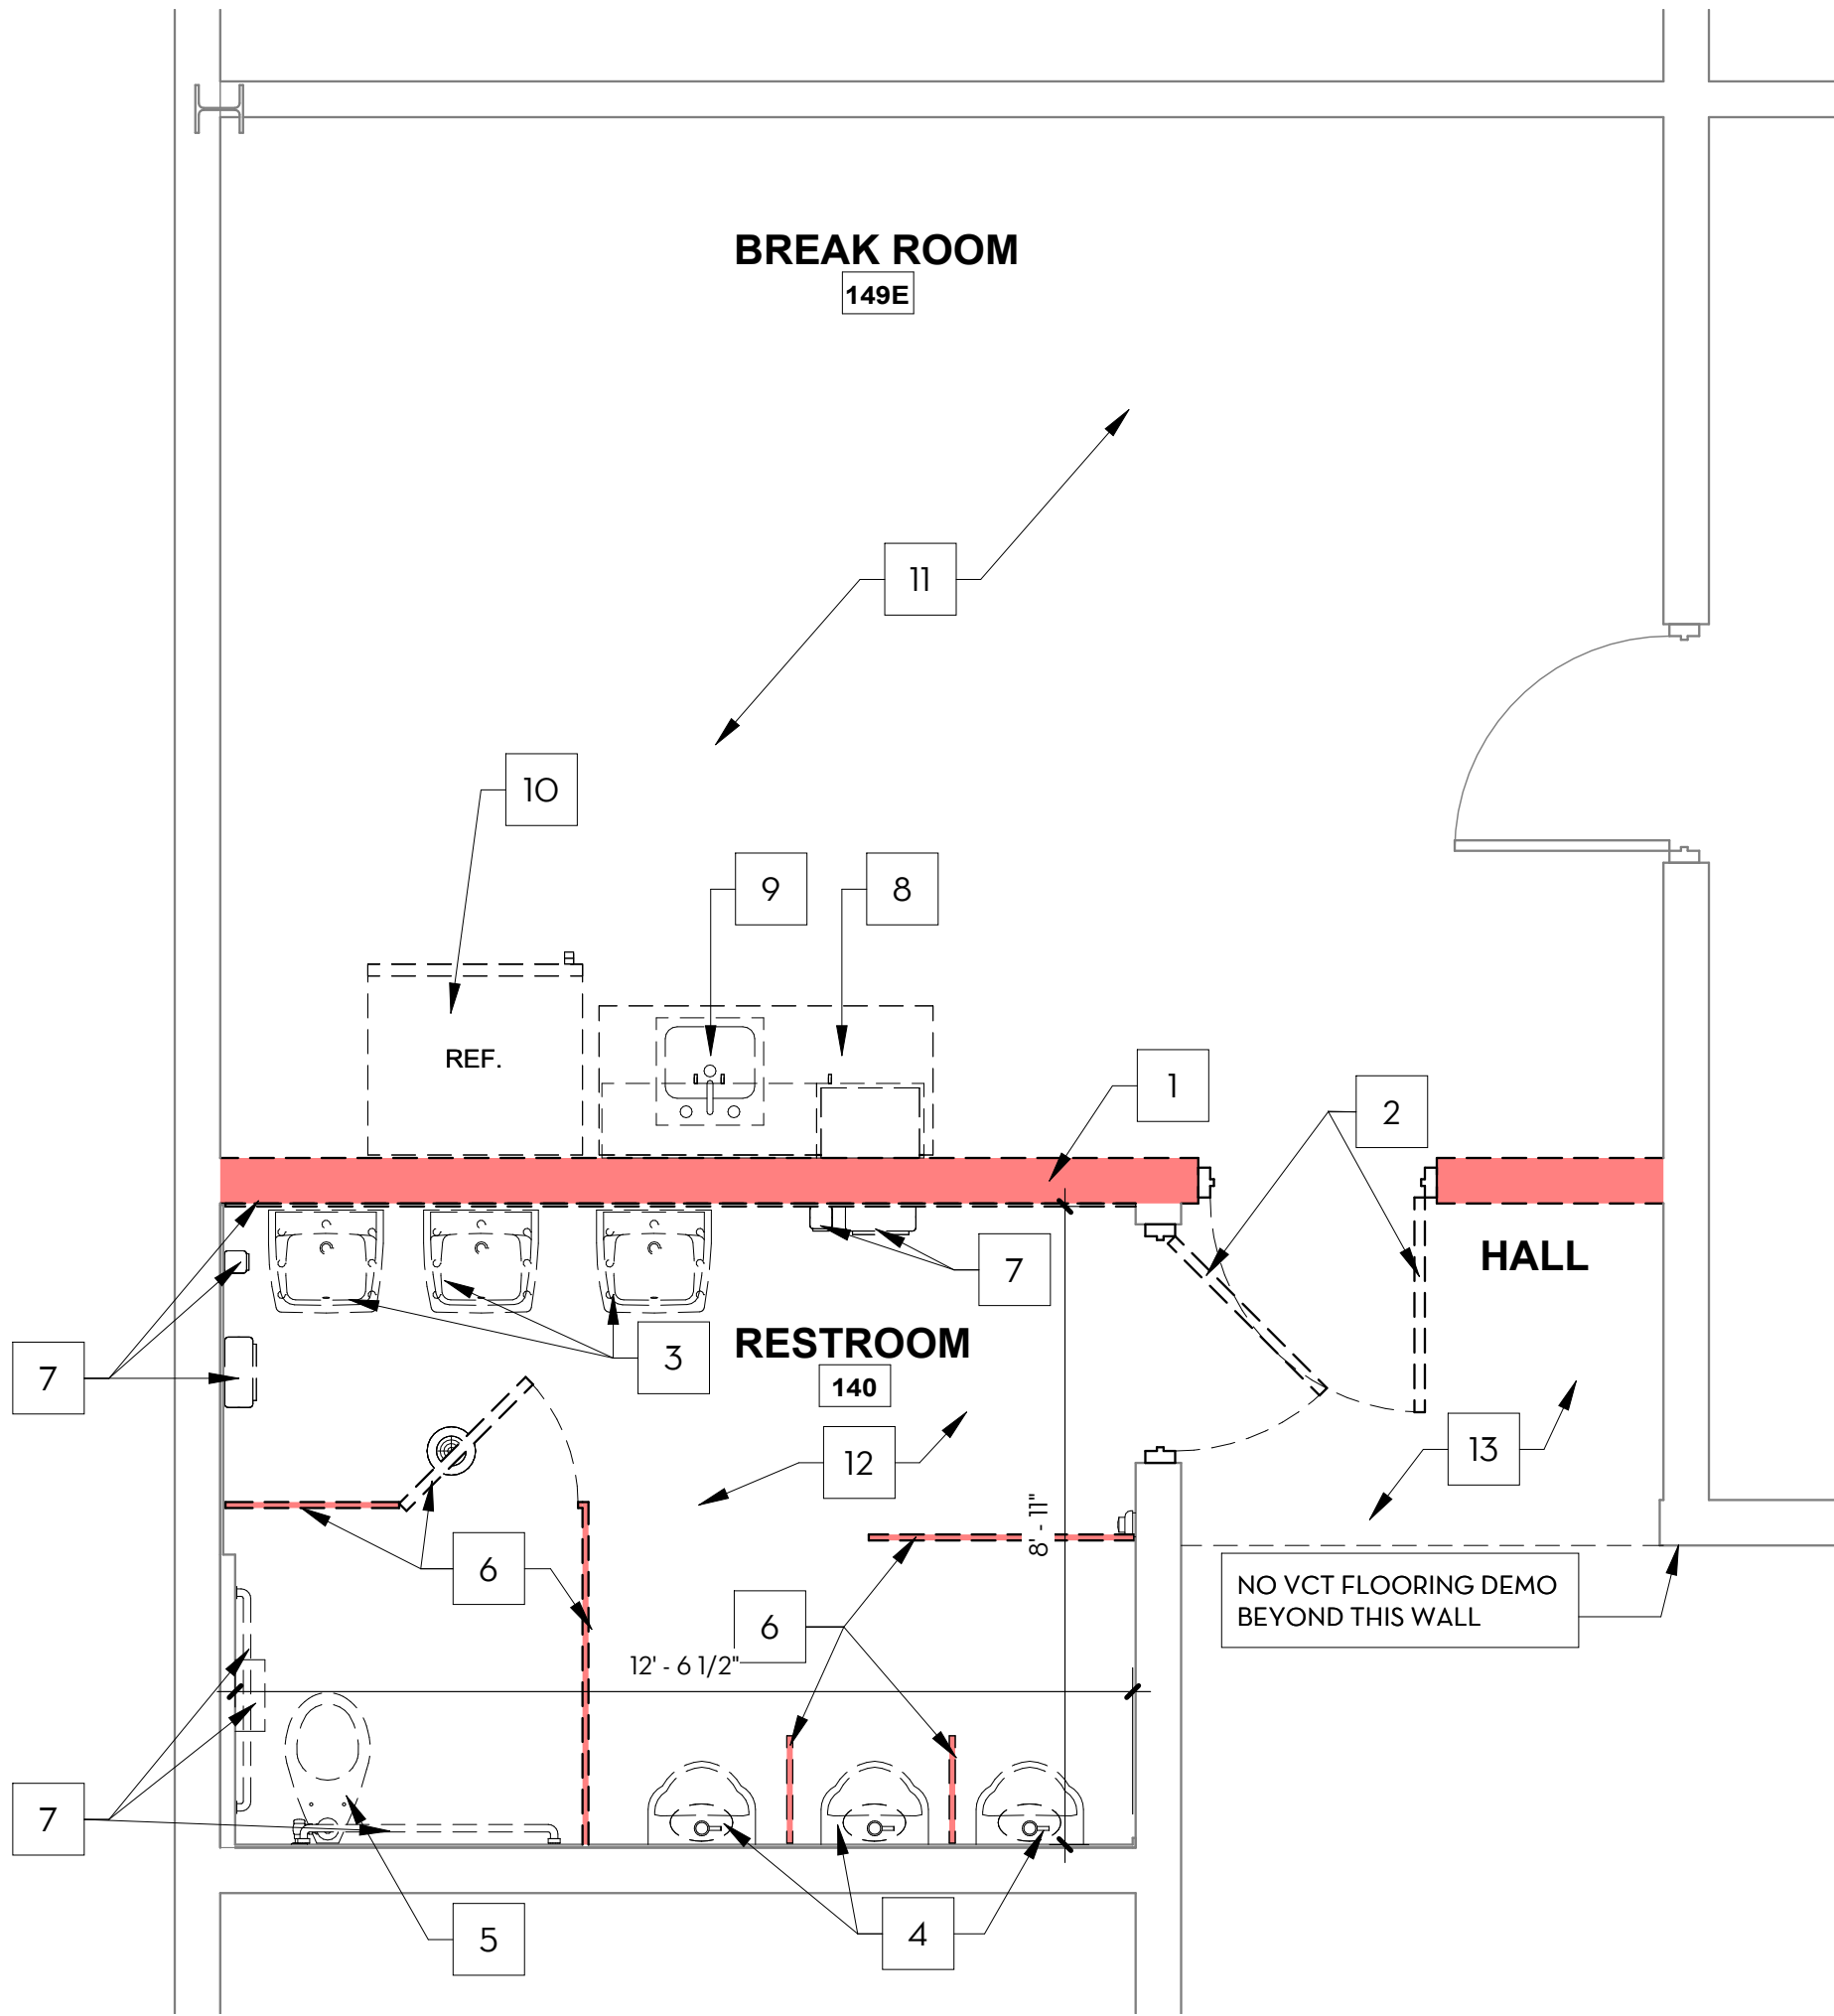 BREAK ROOM
149E
11
10
9
8
REF.
1
2
HALL
7
3
RESTROOM
140
7
12
13
8' - 11"
6
6
NO VCT FLOORING DEMO
BEYOND THIS WALL
12' - 6 1/2"
7
5
4